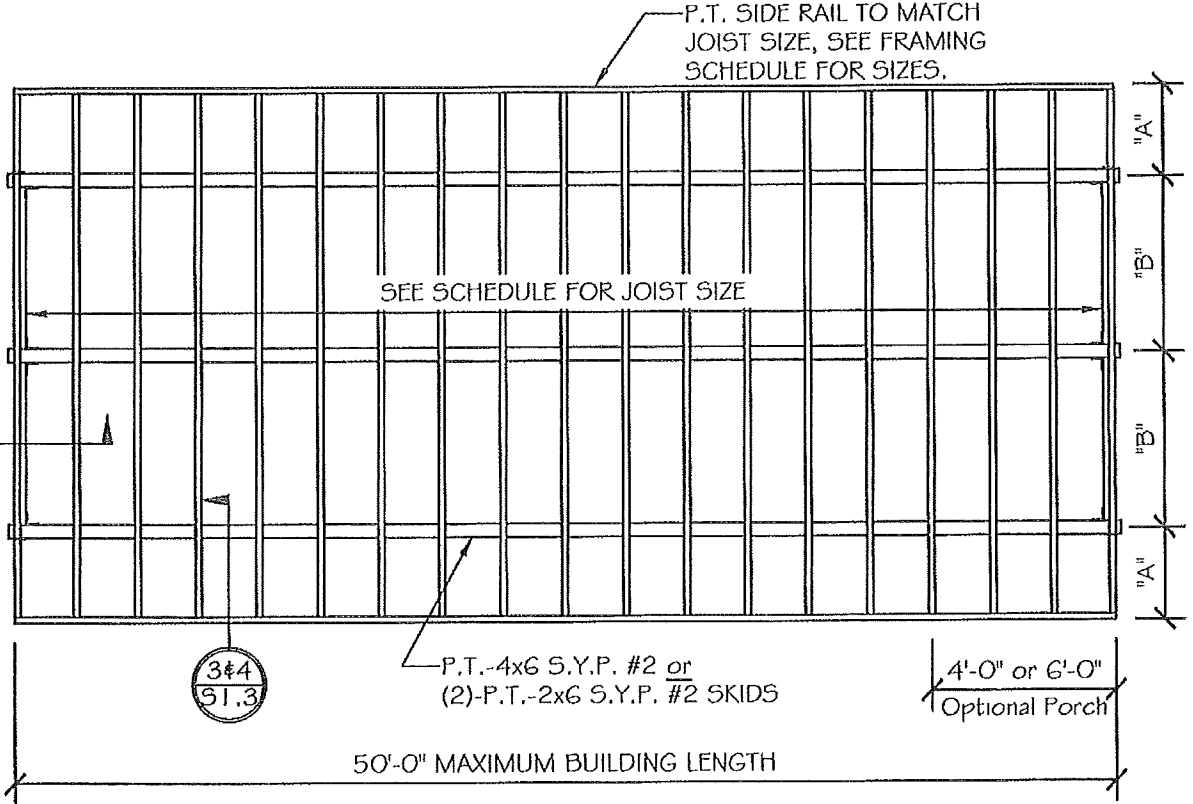 P.T. SIDE RAIL TO MATCH
JOIST SIZE, SEE FRAMING
SCHEDULE FOR SIZES.
"A"
"B"
SEE SCHEDULE FOR JOIST SIZE
"B"
"A"
3&4
S1.3
P.T.-4x6 S.Y.P. #2 or
(2)-P.T.-2x6 S.Y.P. #2 SKIDS
4'-0" or 6'-0"
Optional Porch
50'-0" MAXIMUM BUILDING LENGTH